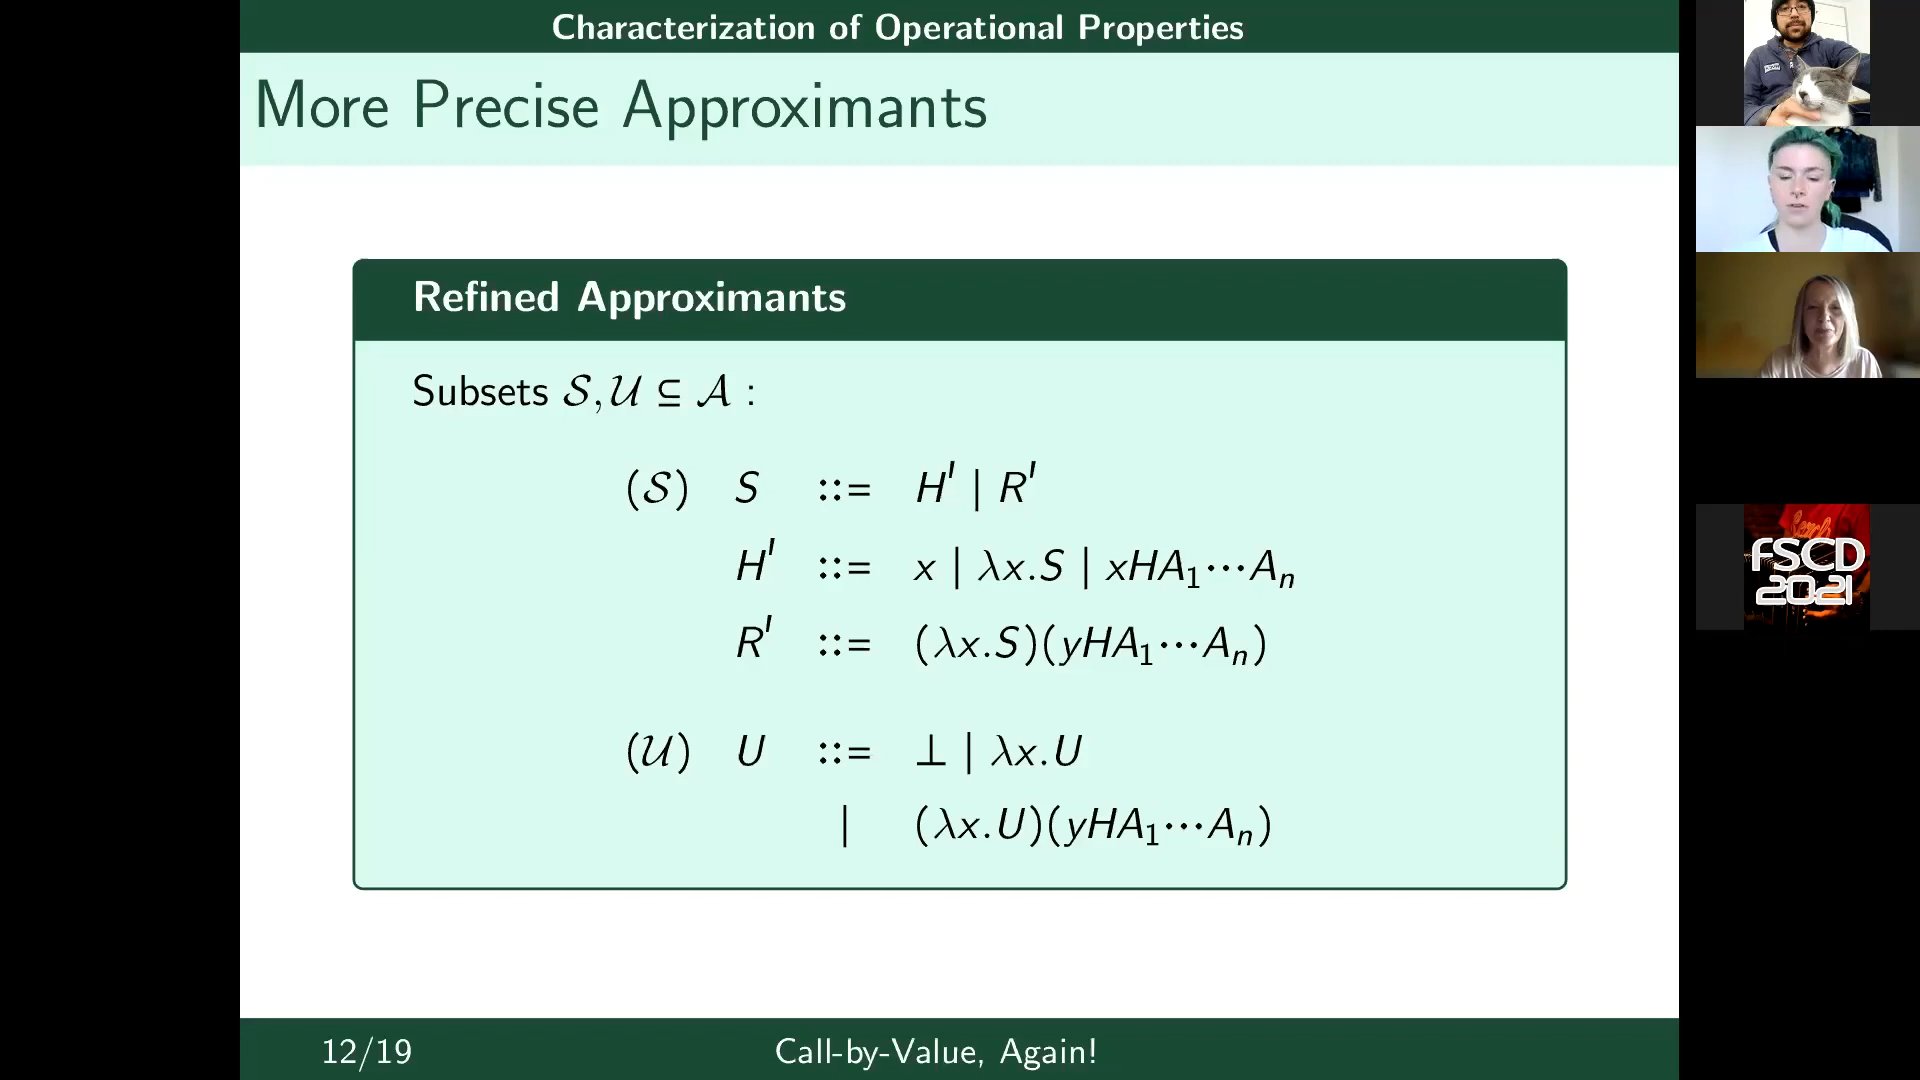 Characterization of Operational Properties
More Precise Approximants
Refined Approximants
Subsets 𝒮, 𝒰 ⊆ 𝒜 :
(𝒮) S ::= H′ | R′
H′ ::= x | λx.S | xHA₁⋯Aₙ
R′ ::= (λx.S)(yHA₁⋯Aₙ)
(𝒰) U ::= ⊥ | λx.U
| (λx.U)(yHA₁⋯Aₙ)
12/19 Call-by-Value, Again!
FSCD
2021